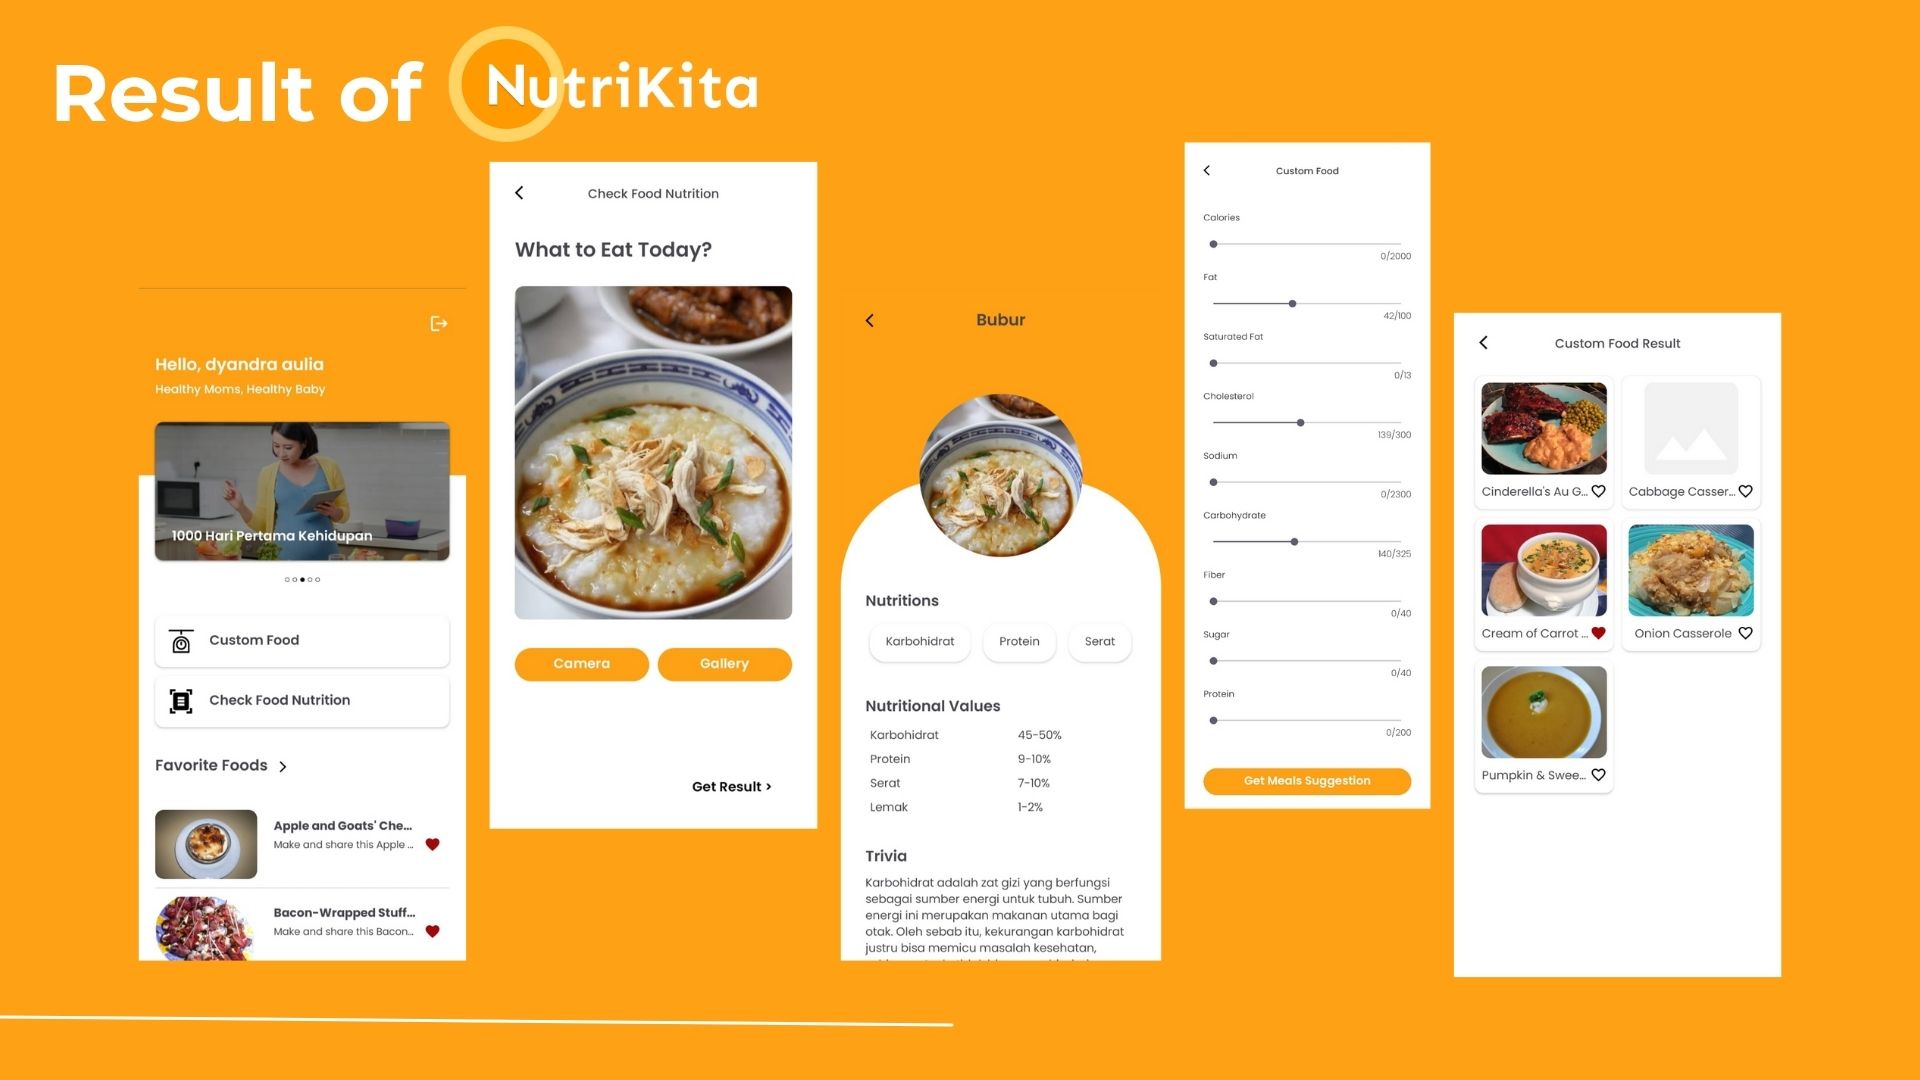 Result of NutriKita
Hello, dyandra aulia
Healthy Moms, Healthy Baby
1000 Hari Pertama Kehidupan
Custom Food
Check Food Nutrition
Favorite Foods
Apple and Goats' Che...
Make and share this Apple ...
Bacon-Wrapped Stuff...
Make and share this Bacon...
Check Food Nutrition
What to Eat Today?
Camera
Gallery
Get Result >
Bubur
Nutritions
Karbohidrat
Protein
Serat
Nutritional Values
Karbohidrat 45-50%
Protein 9-10%
Serat 7-10%
Lemak 1-2%
Trivia
Karbohidrat adalah zat gizi yang berfungsi
sebagai sumber energi untuk tubuh. Sumber
energi ini merupakan makanan utama bagi
otak. Oleh sebab itu, kekurangan karbohidrat
justru bisa memicu masalah kesehatan,
Custom Food
Calories
0/2000
Fat
42/100
Saturated Fat
0/13
Cholesterol
139/300
Sodium
0/2300
Carbohydrate
140/325
Fiber
0/40
Sugar
0/40
Protein
0/200
Get Meals Suggestion
Custom Food Result
Cinderella's Au G...
Cabbage Casser...
Cream of Carrot ...
Onion Casserole
Pumpkin & Swee...